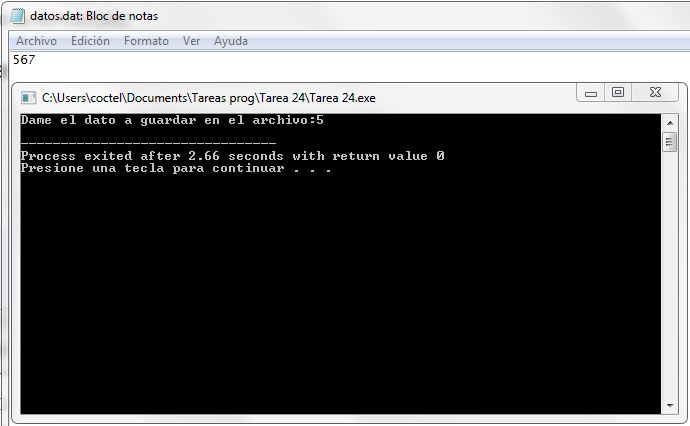 datos.dat: Bloc de notas
Archivo Edición Formato Ver Ayuda
567
C:\Users\coctel\Documents\Tareas prog\Tarea 24\Tarea 24.exe
Dame el dato a guardar en el archivo:5
--------------------------------
Process exited after 2.66 seconds with return value 0
Presione una tecla para continuar . . .